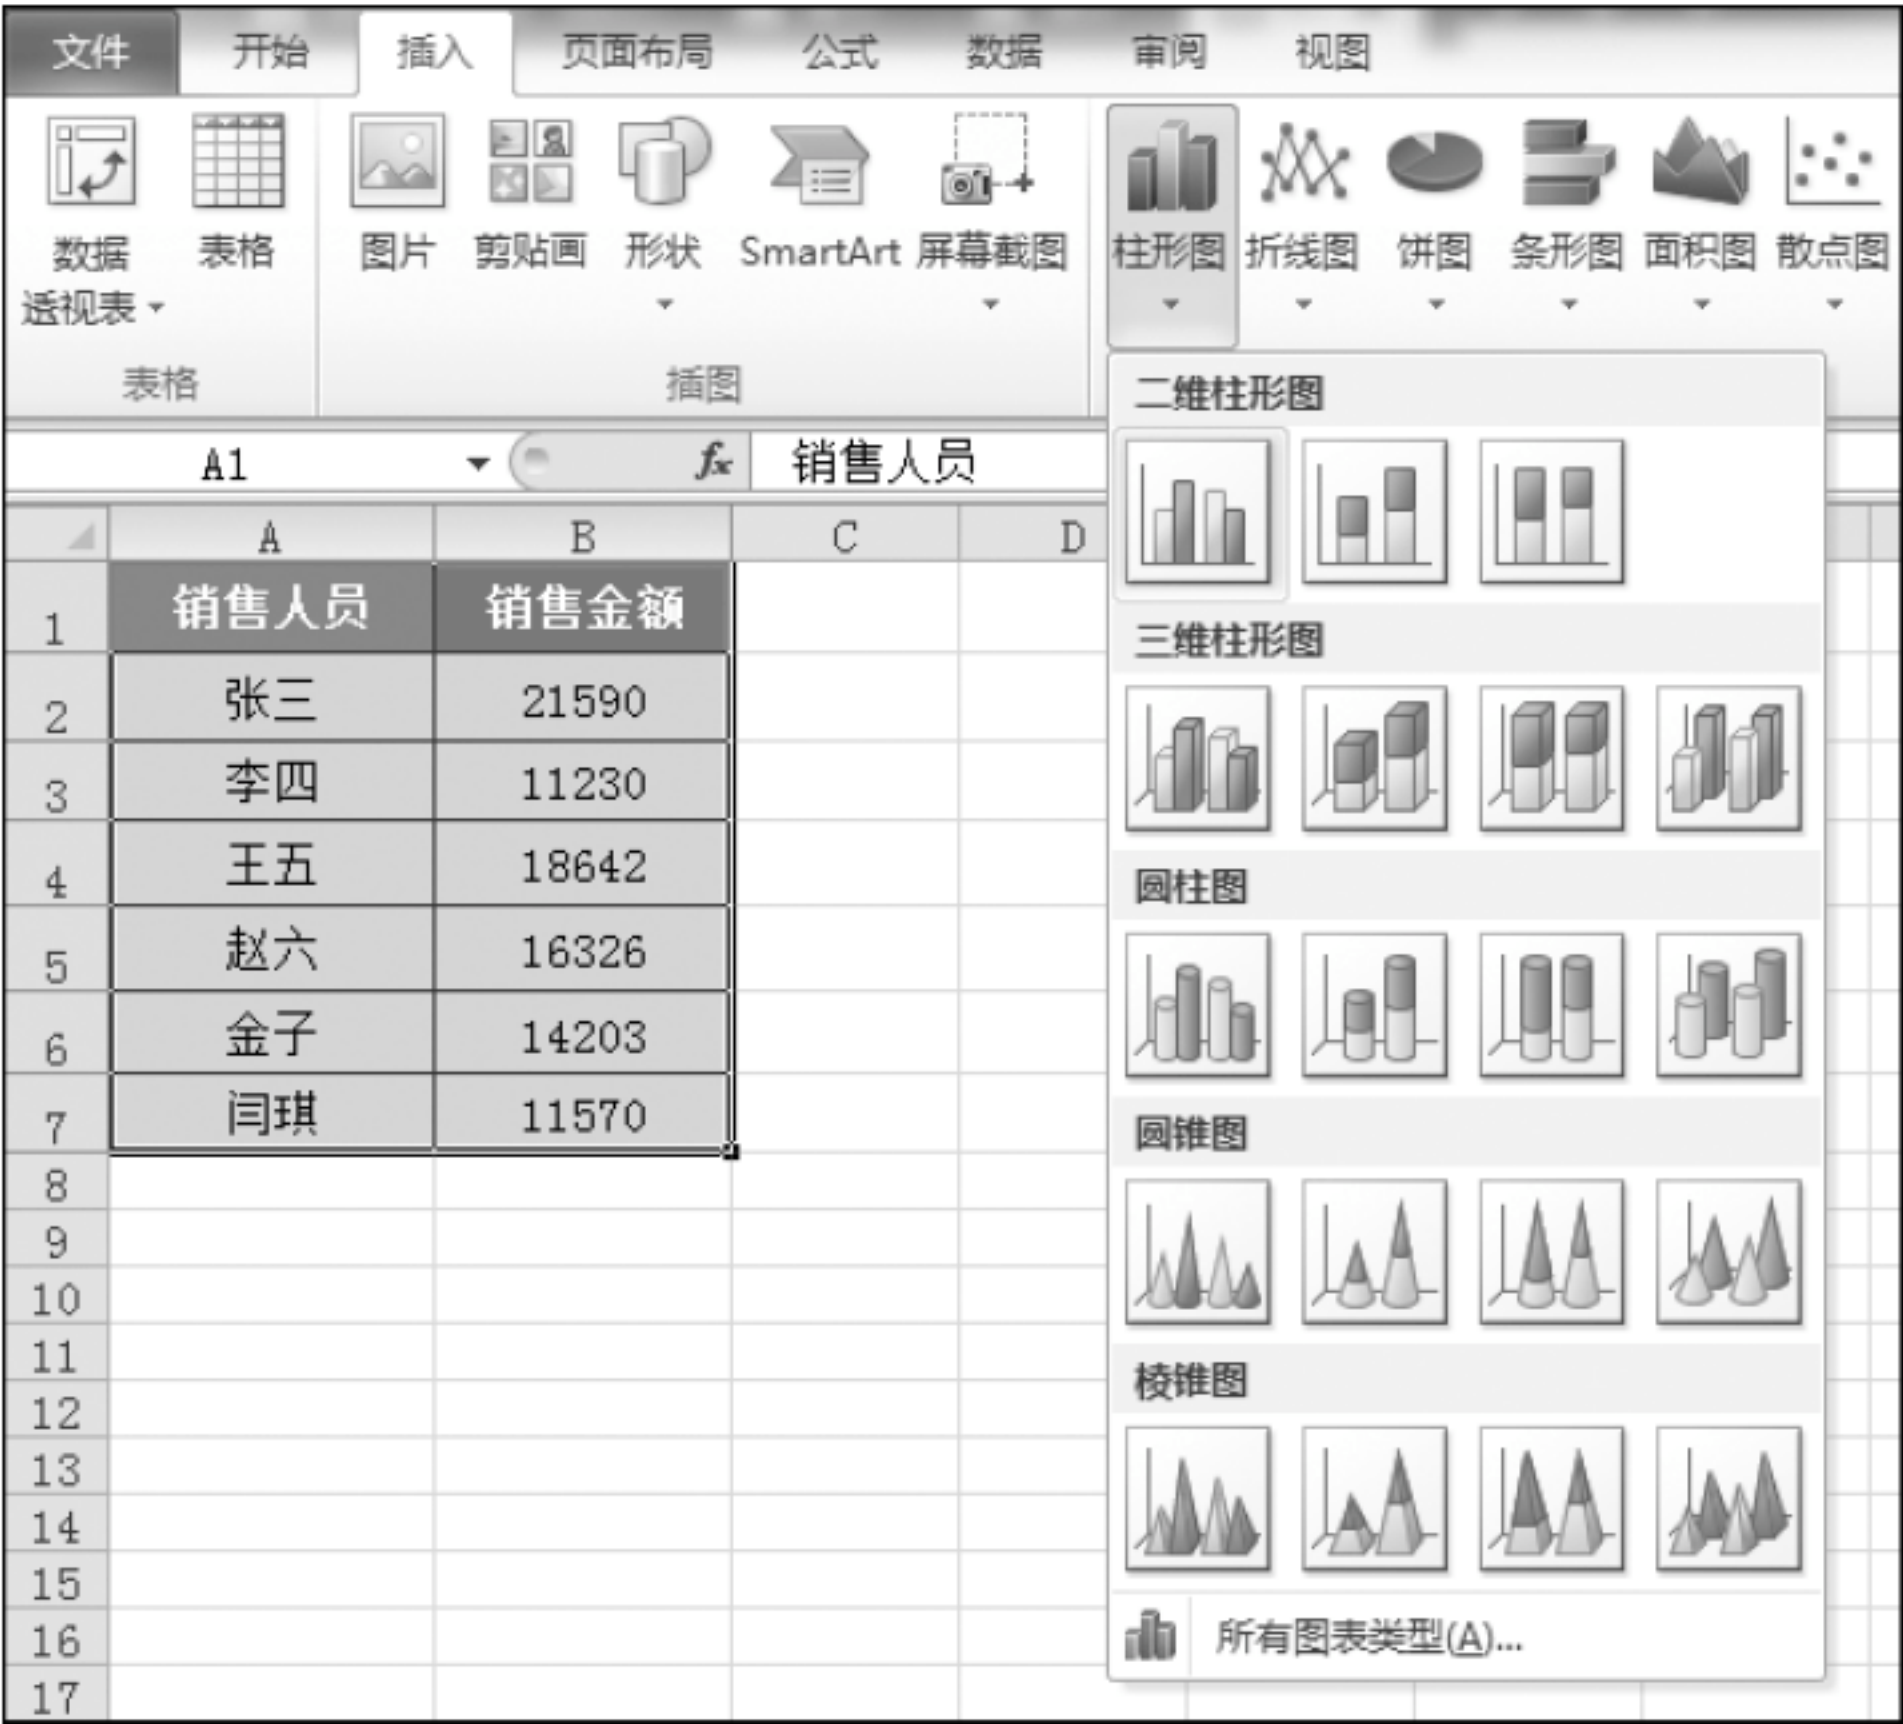 文件 开始 插入 页面布局 公式 数据 审阅 视图
数据 表格 图片 剪贴画 形状 SmartArt 屏幕截图 柱形图 折线图 饼图 条形图 面积图 散点图
透视表
表格 插图
二维柱形图
A1 fx 销售人员
A B C D
1 销售人员 销售金额
三维柱形图
2 张三 21590
3 李四 11230
4 王五 18642
圆柱图
5 赵六 16326
6 金子 14203
7 闫琪 11570
圆锥图
8
9
10
11
棱锥图
12
13
14
15
16 所有图表类型(A)...
17